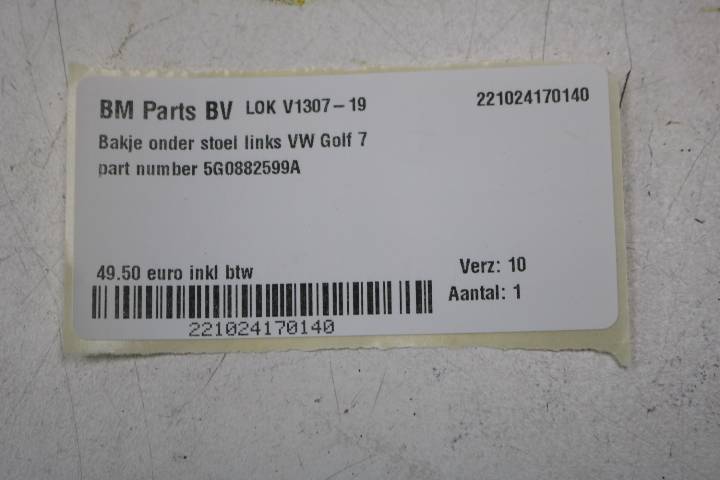 BM Parts BV LOK V1307-19 221024170140
Bakje onder stoel links VW Golf 7
part number 5G0882599A
49.50 euro inkl btw Verz: 10
Aantal: 1
221024170140